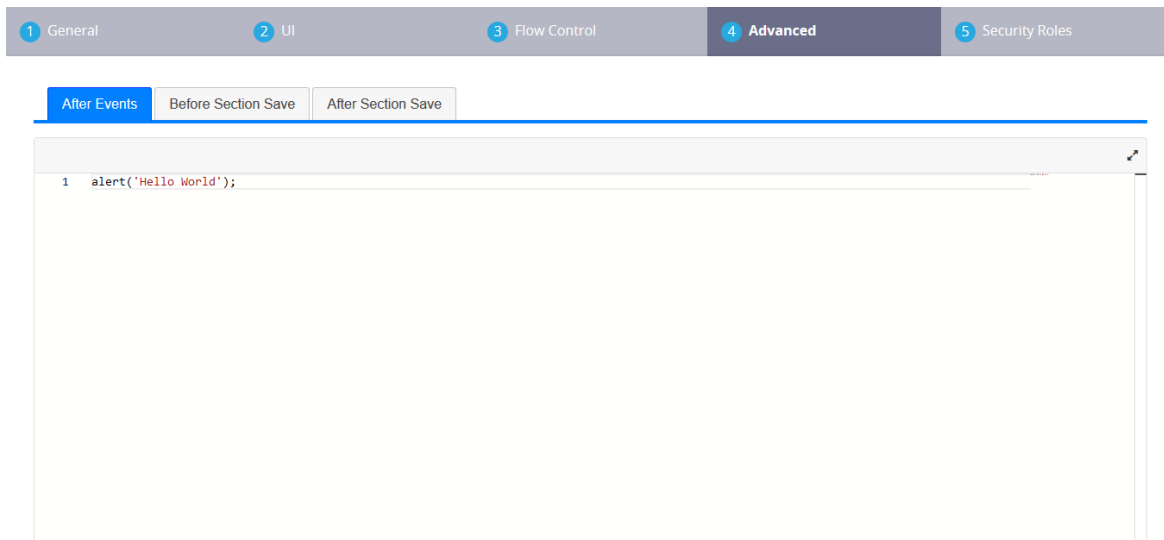 1 General 2 UI 3 Flow Control 4 Advanced 5 Security Roles
After Events Before Section Save After Section Save
1 alert('Hello World');